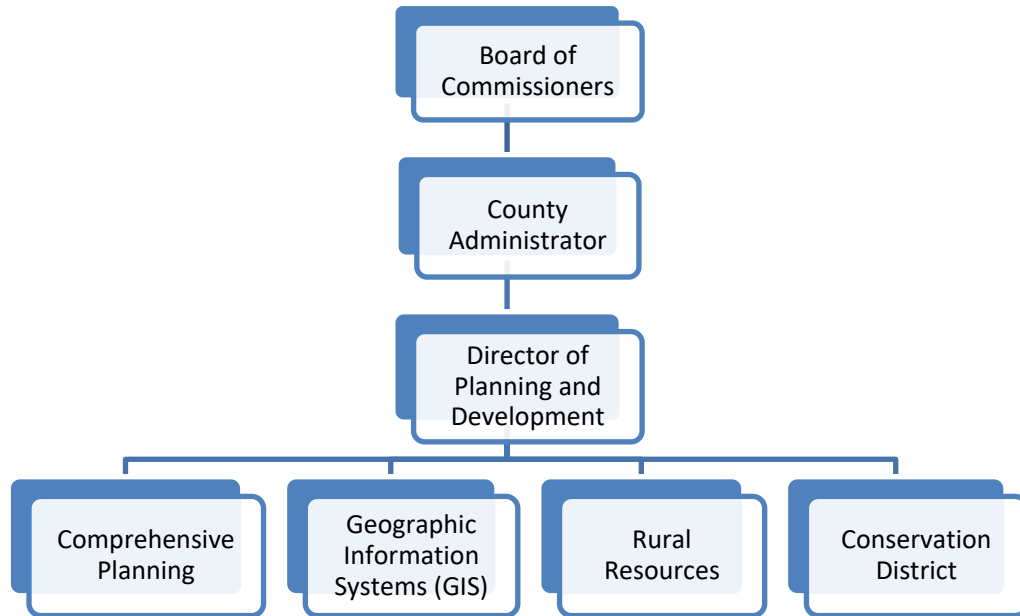 Board of
Commissioners
County
Administrator
Director of
Planning and
Development
Comprehensive
Planning
Geographic
Information
Systems (GIS)
Rural
Resources
Conservation
District